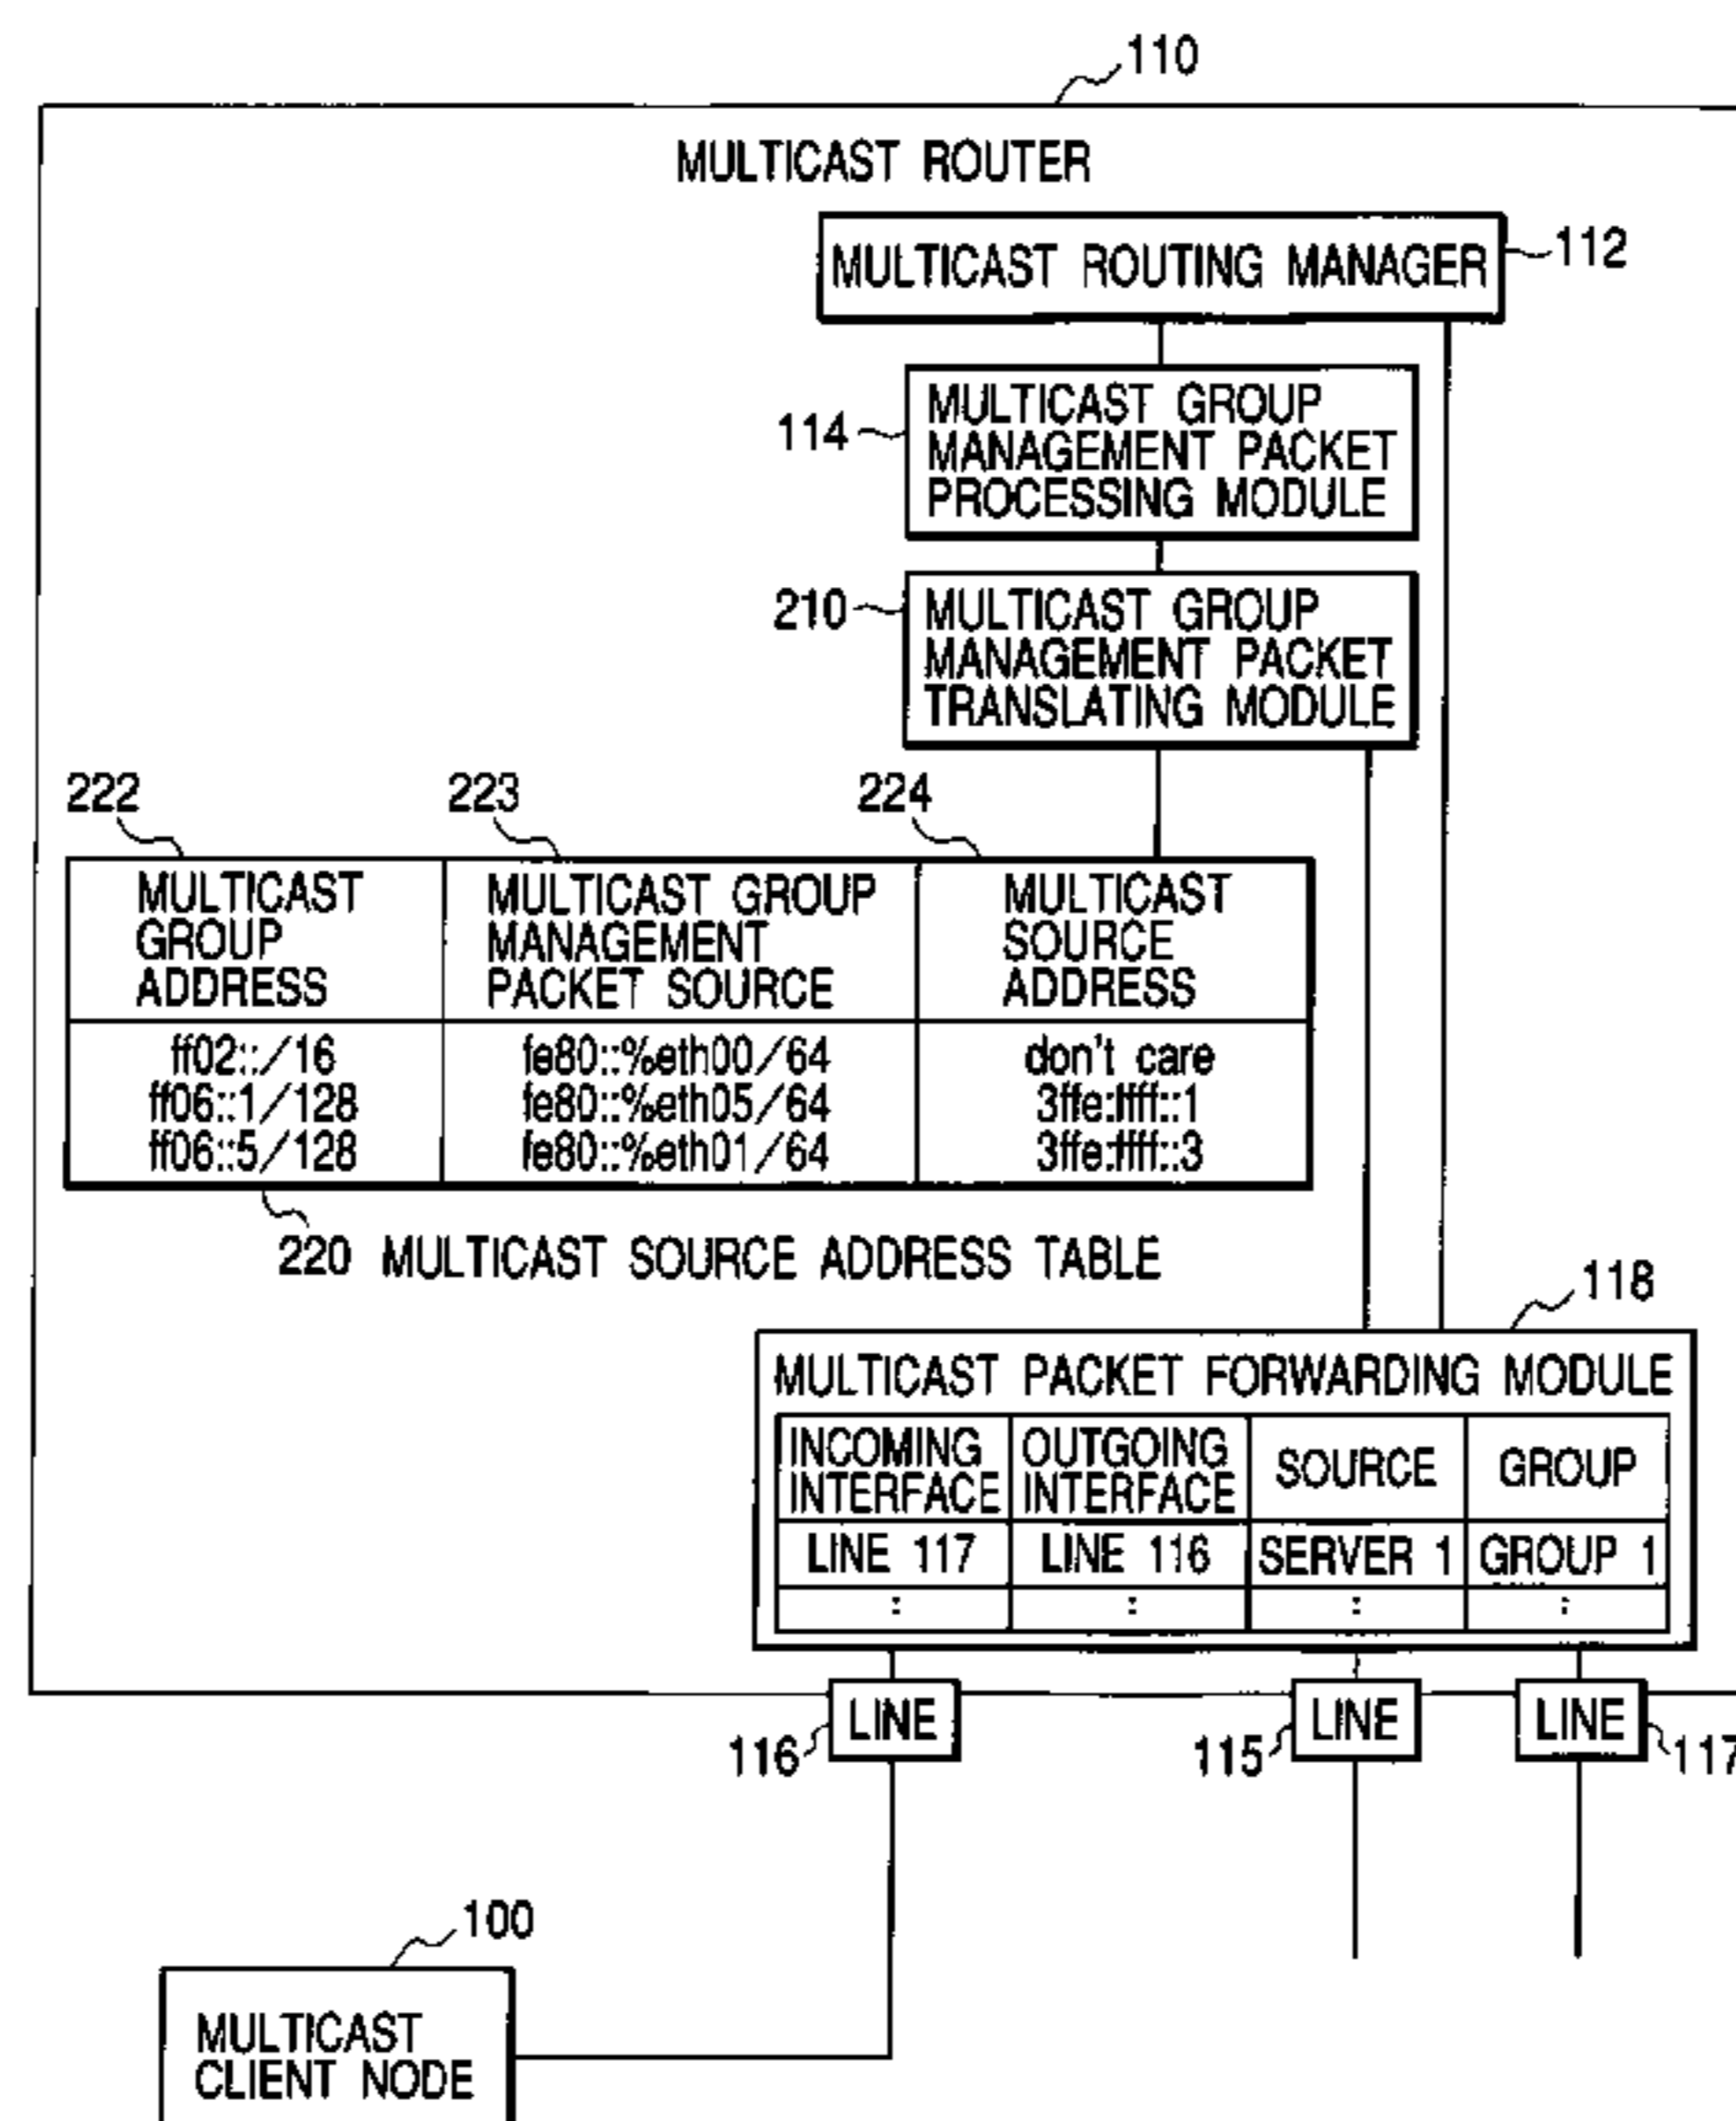 110
MULTICAST ROUTER
MULTICAST ROUTING MANAGER
112
114
MULTICAST GROUP
MANAGEMENT PACKET
PROCESSING MODULE
210
MULTICAST GROUP
MANAGEMENT PACKET
TRANSLATING MODULE
222
223
224
MULTICAST
GROUP
ADDRESS
MULTICAST GROUP
MANAGEMENT
PACKET SOURCE
MULTICAST
SOURCE
ADDRESS
ff02::/16
fe80::%eth00/64
don't care
ff06::1/128
fe80::%eth05/64
3ffe:ffff::1
ff06::5/128
fe80::%eth01/64
3ffe:ffff::3
220 MULTICAST SOURCE ADDRESS TABLE
118
MULTICAST PACKET FORWARDING MODULE
INCOMING
INTERFACE
OUTGOING
INTERFACE
SOURCE
GROUP
LINE 117
LINE 116
SERVER 1
GROUP 1
:
:
:
:
LINE
LINE
LINE
116
115
117
100
MULTICAST
CLIENT NODE